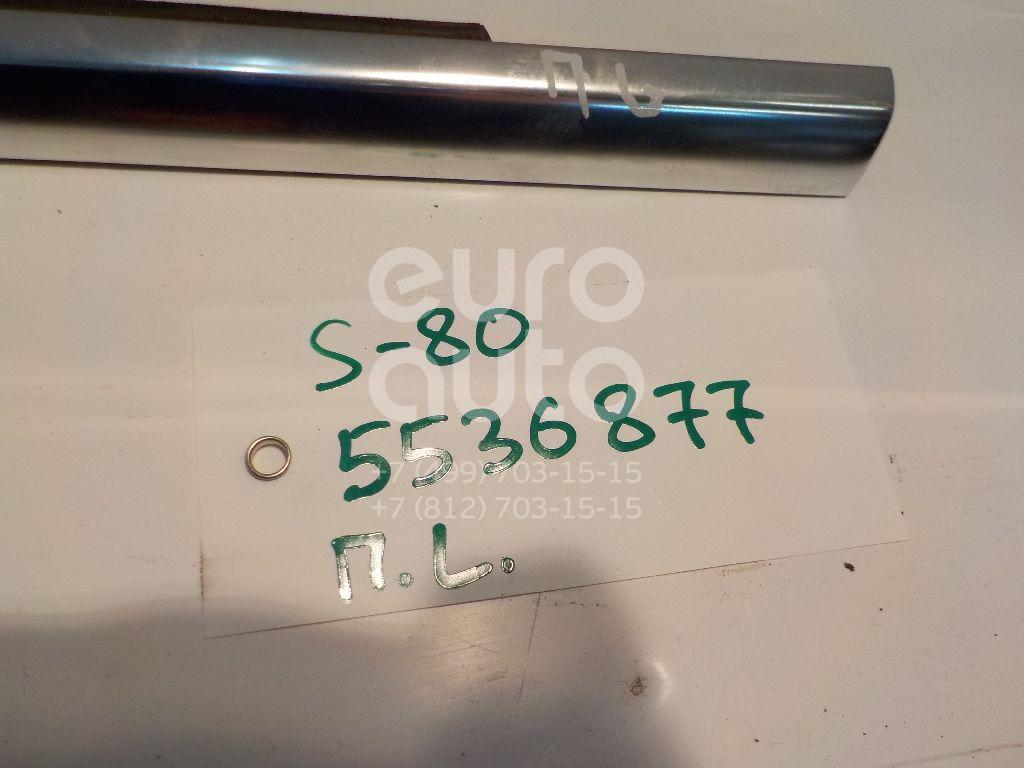 П L
euro
auto
S-80
5536877
+7 (499) 703-15-15
+7 (812) 703-15-15
П.L.